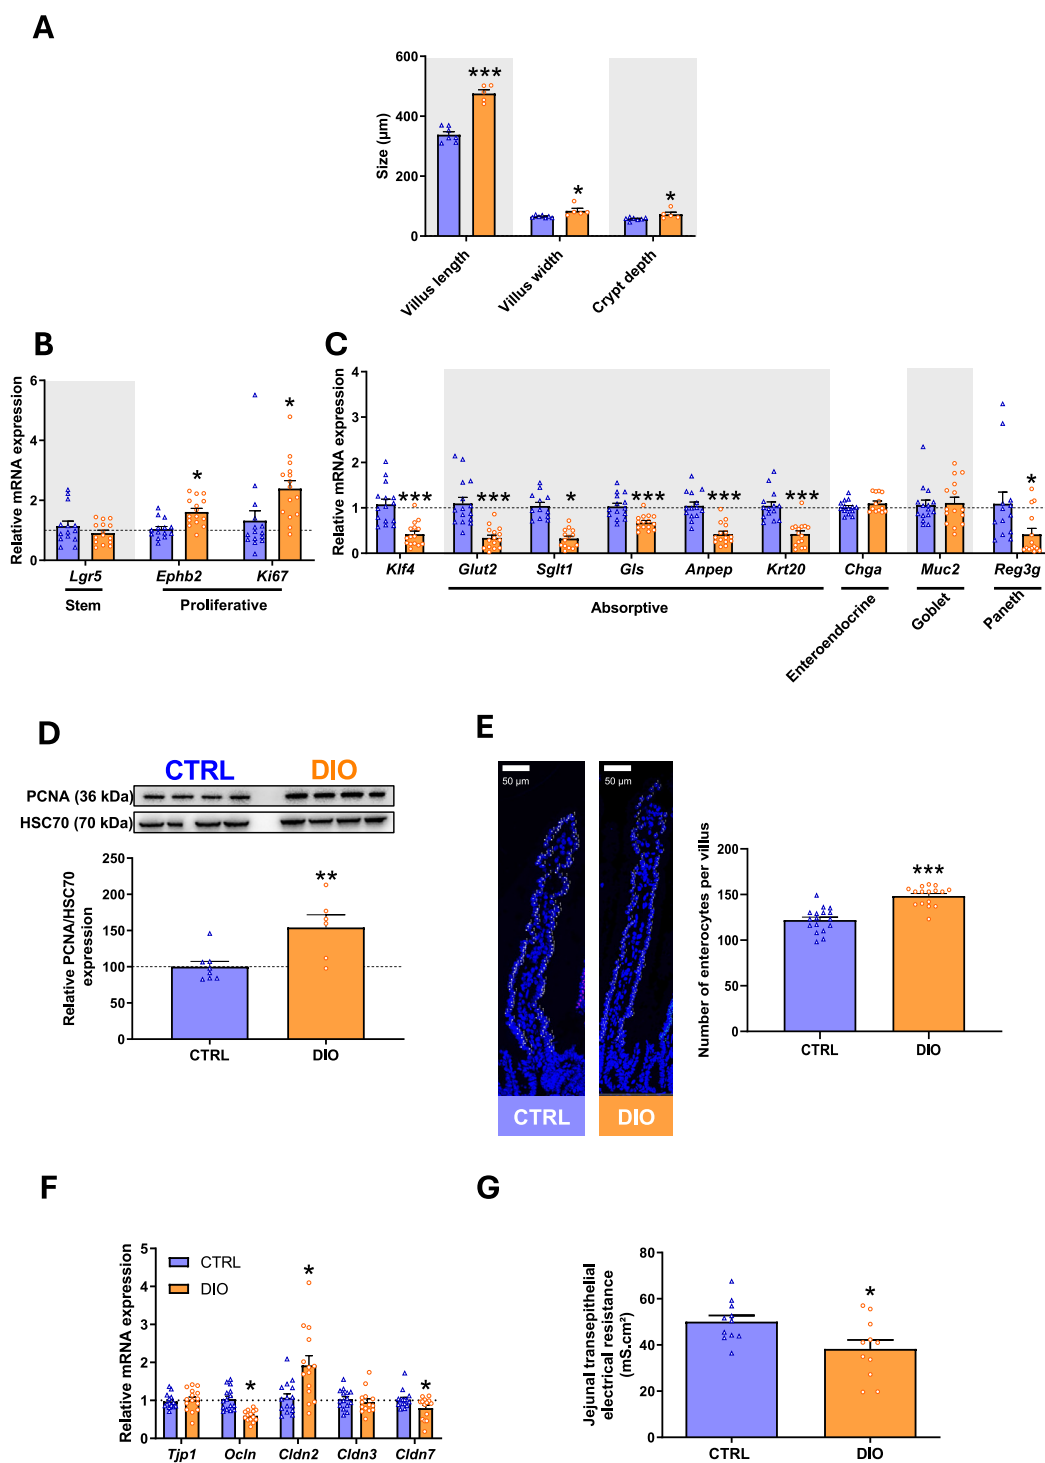 A
600
400
200
0
Size (µm)
***
*
*
Villus length
Villus width
Crypt depth
B
6
4
2
0
Relative mRNA expression
*
*
Lgr5
Ephb2
Ki67
Stem
Proliferative
C
4
3
2
1
0
Relative mRNA expression
***
***
*
***
***
***
*
Klf4
Glut2
Sglt1
Gls
Anpep
Krt20
Chga
Muc2
Reg3g
Absorptive
Enteroendocrine
Goblet
Paneth
D
CTRL
DIO
PCNA (36 kDa)
HSC70 (70 kDa)
250
200
150
100
50
0
Relative PCNA/HSC70
expression
**
CTRL
DIO
E
50 µm
50 µm
CTRL
DIO
200
150
100
50
0
Number of enterocytes per villus
***
CTRL
DIO
F
5
4
3
2
1
0
Relative mRNA expression
CTRL
DIO
*
*
*
Tjp1
Ocln
Cldn2
Cldn3
Cldn7
G
80
60
40
20
0
Jejunal transepithelial
electrical resistance
(mS.cm²)
*
CTRL
DIO